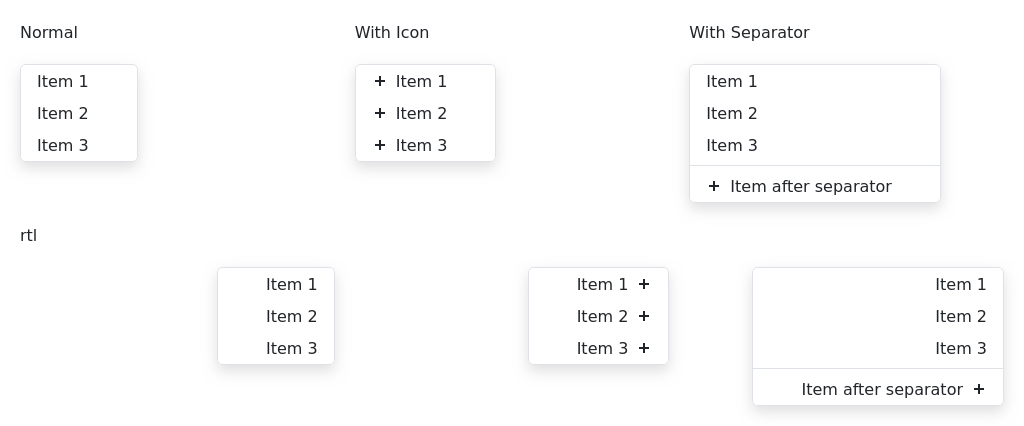 Normal
With Icon
With Separator
Item 1
Item 2
Item 3
+ Item 1
+ Item 2
+ Item 3
Item 1
Item 2
Item 3
+ Item after separator
rtl
Item 1
Item 2
Item 3
Item 1 +
Item 2 +
Item 3 +
Item 1
Item 2
Item 3
Item after separator +